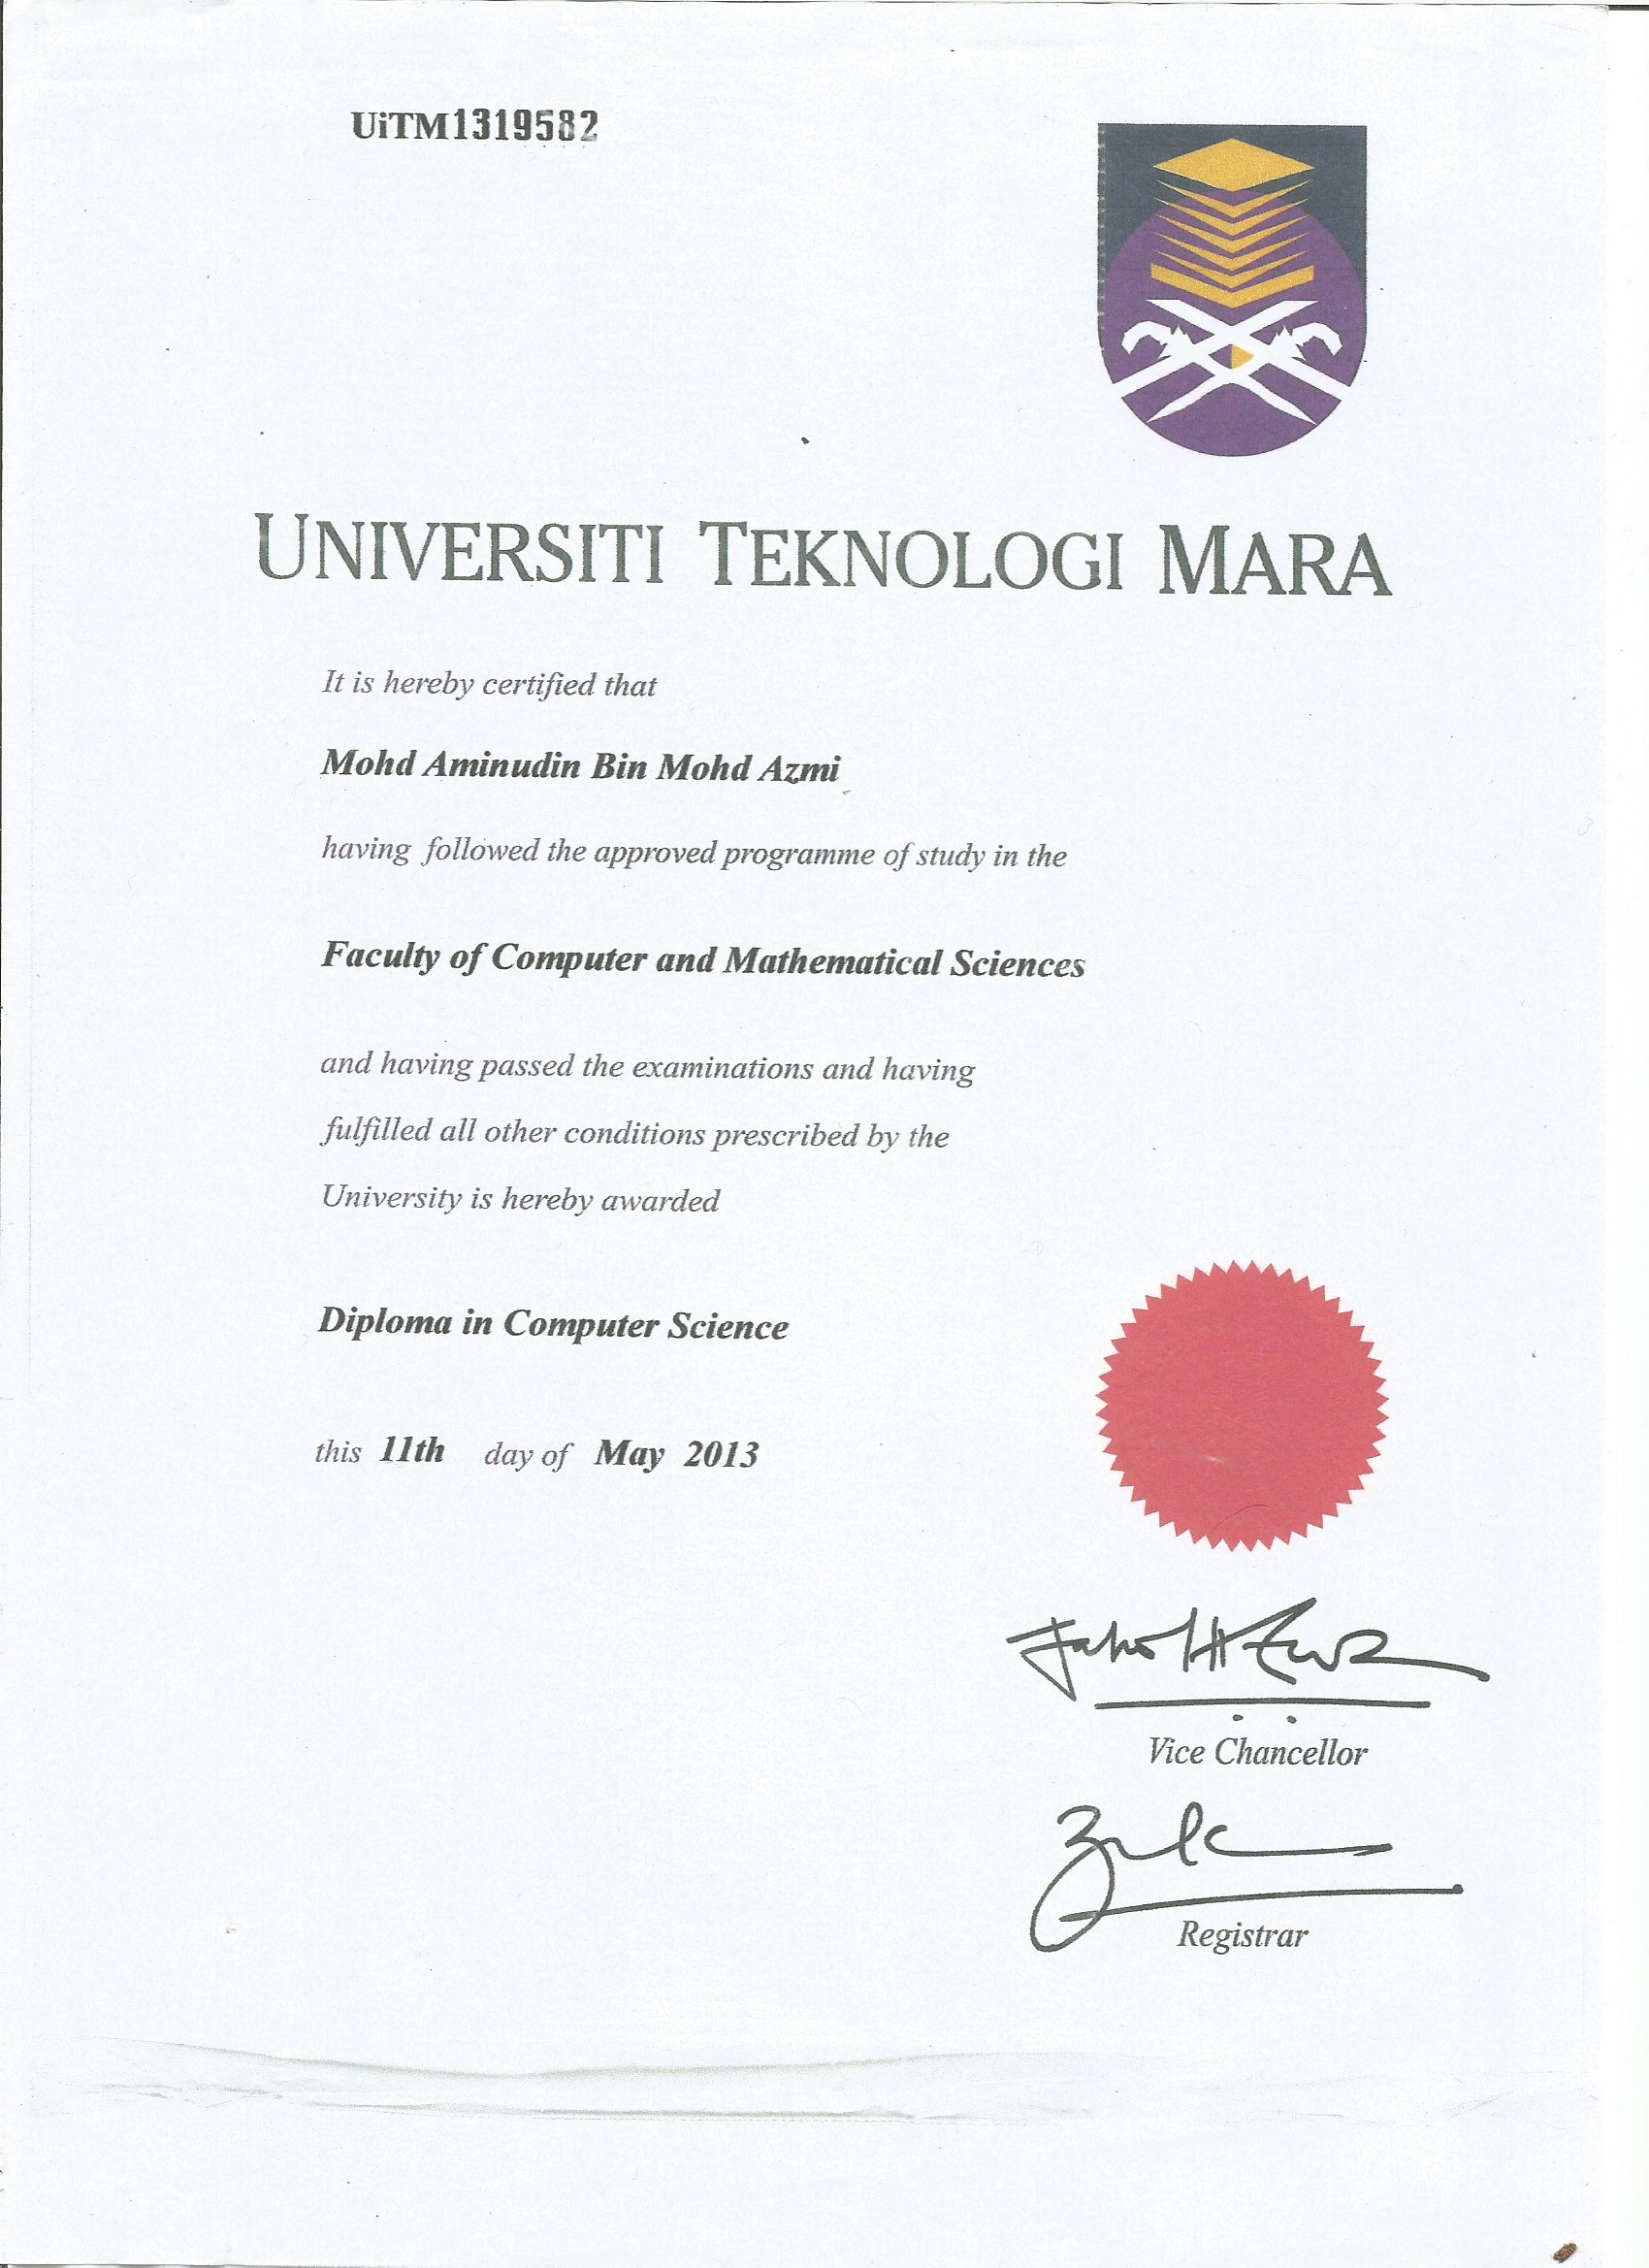 UiTM1319582
UNIVERSITI TEKNOLOGI MARA
It is hereby certified that
Mohd Aminudin Bin Mohd Azmi
having followed the approved programme of study in the
Faculty of Computer and Mathematical Sciences
and having passed the examinations and having
fulfilled all other conditions prescribed by the
University is hereby awarded
Diploma in Computer Science
this 11th day of May 2013
Vice Chancellor
Registrar